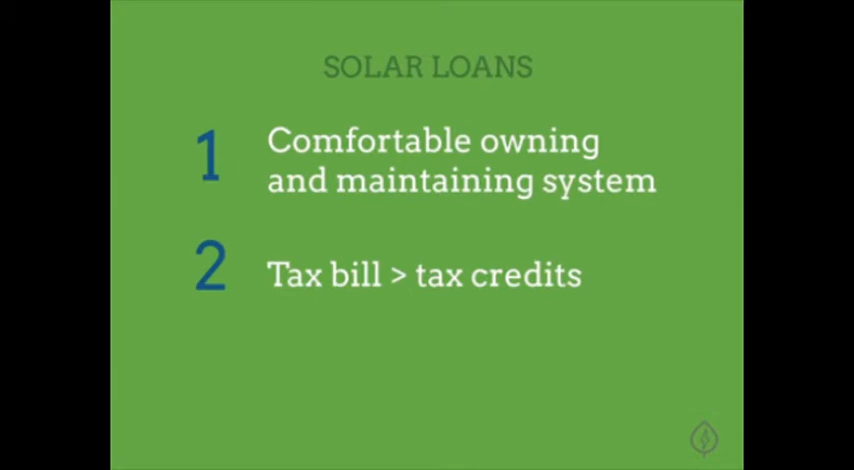 SOLAR LOANS
1 Comfortable owning
and maintaining system
2 Tax bill > tax credits